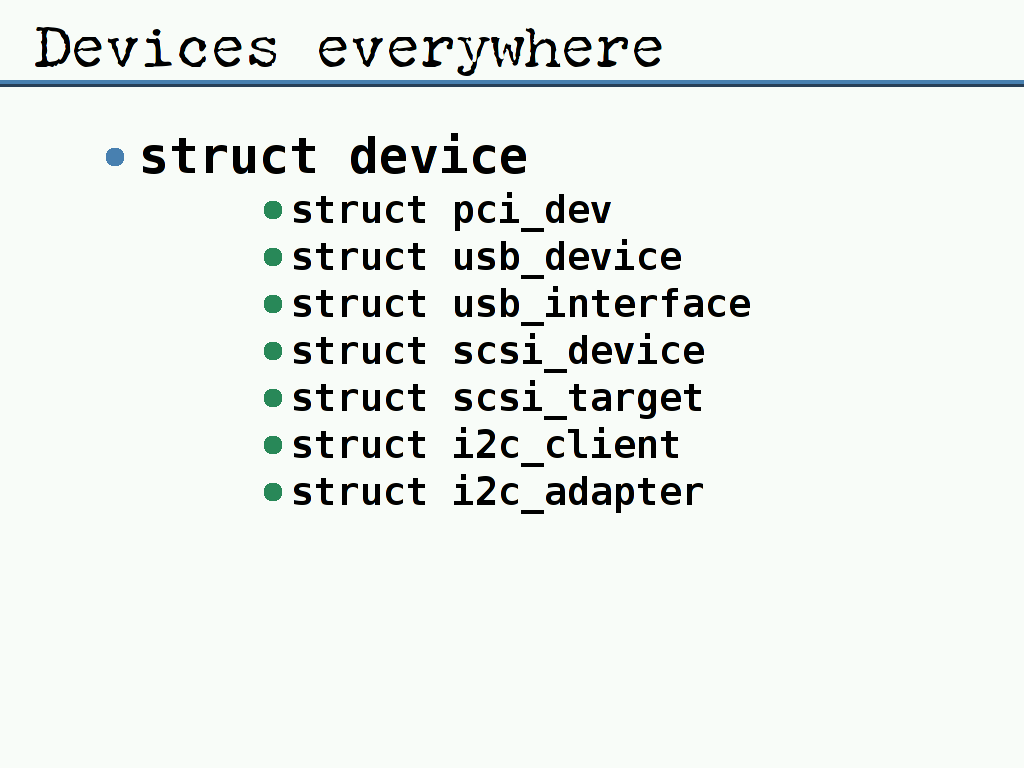 Devices everywhere
struct device
struct pci_dev
struct usb_device
struct usb_interface
struct scsi_device
struct scsi_target
struct i2c_client
struct i2c_adapter